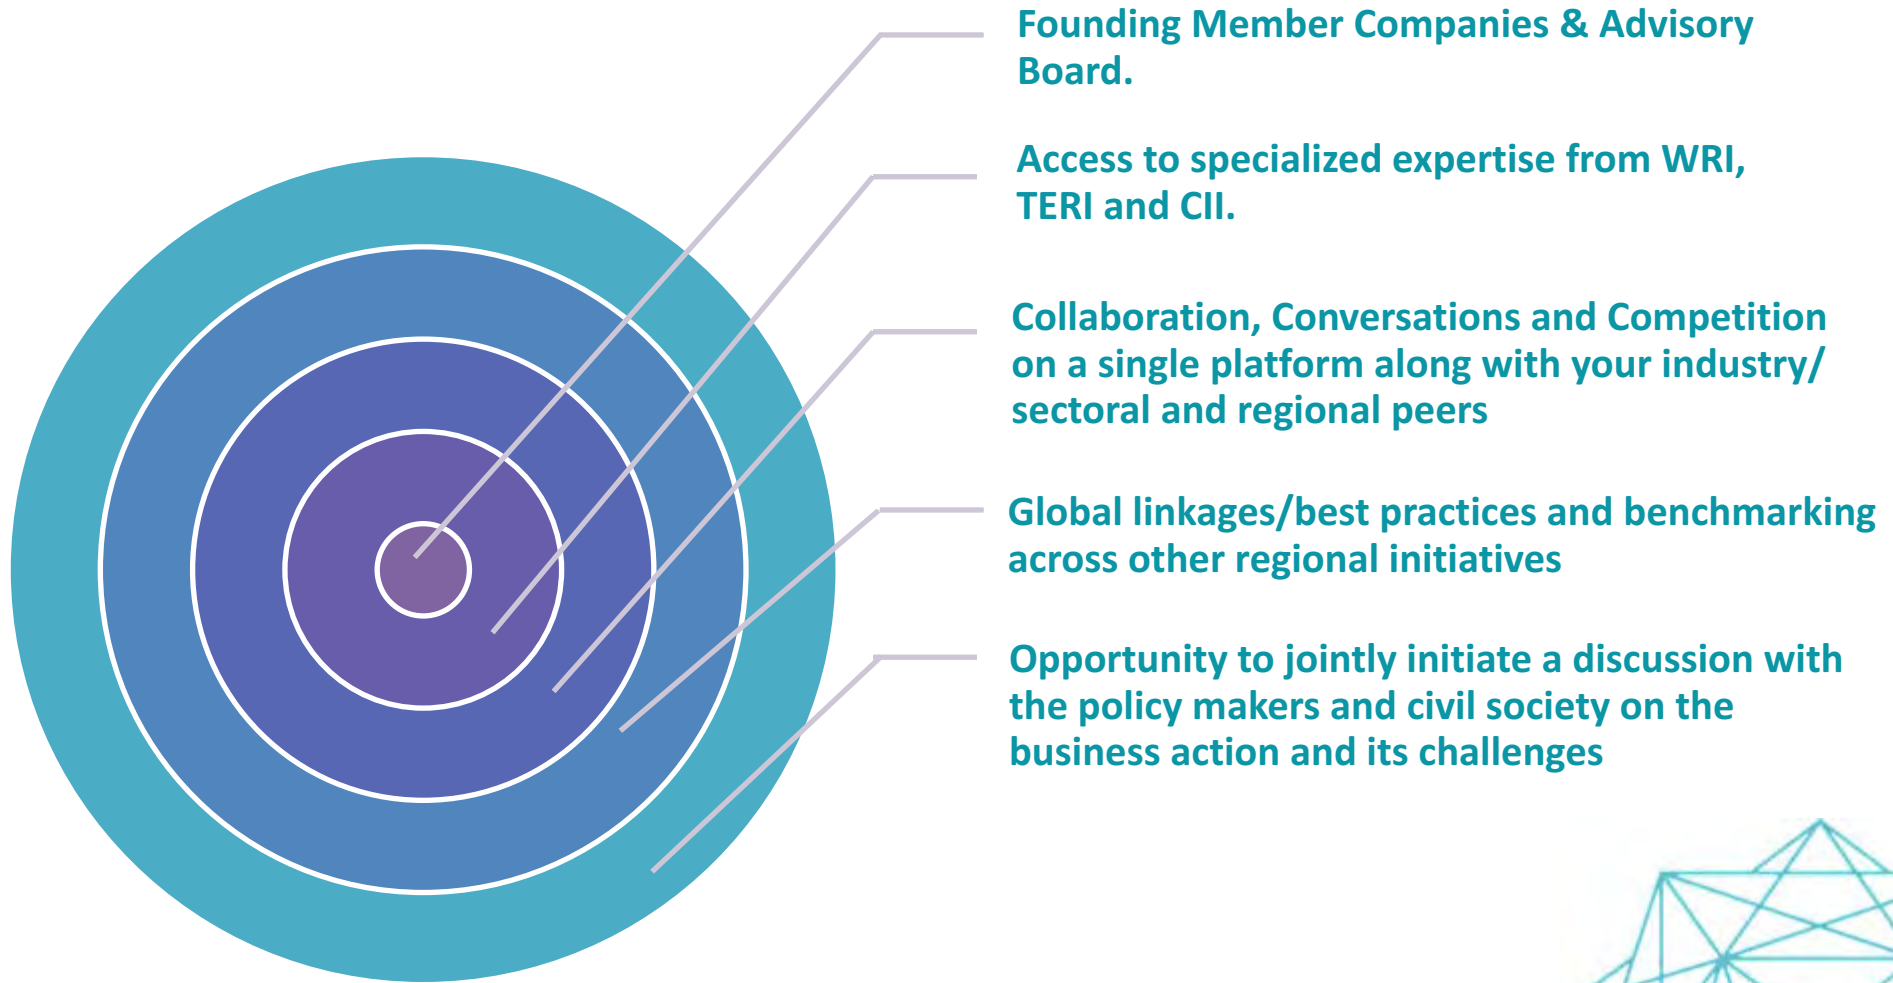 Founding Member Companies & Advisory
Board.
Access to specialized expertise from WRI,
TERI and CII.
Collaboration, Conversations and Competition
on a single platform along with your industry/
sectoral and regional peers
Global linkages/best practices and benchmarking
across other regional initiatives
Opportunity to jointly initiate a discussion with
the policy makers and civil society on the
business action and its challenges